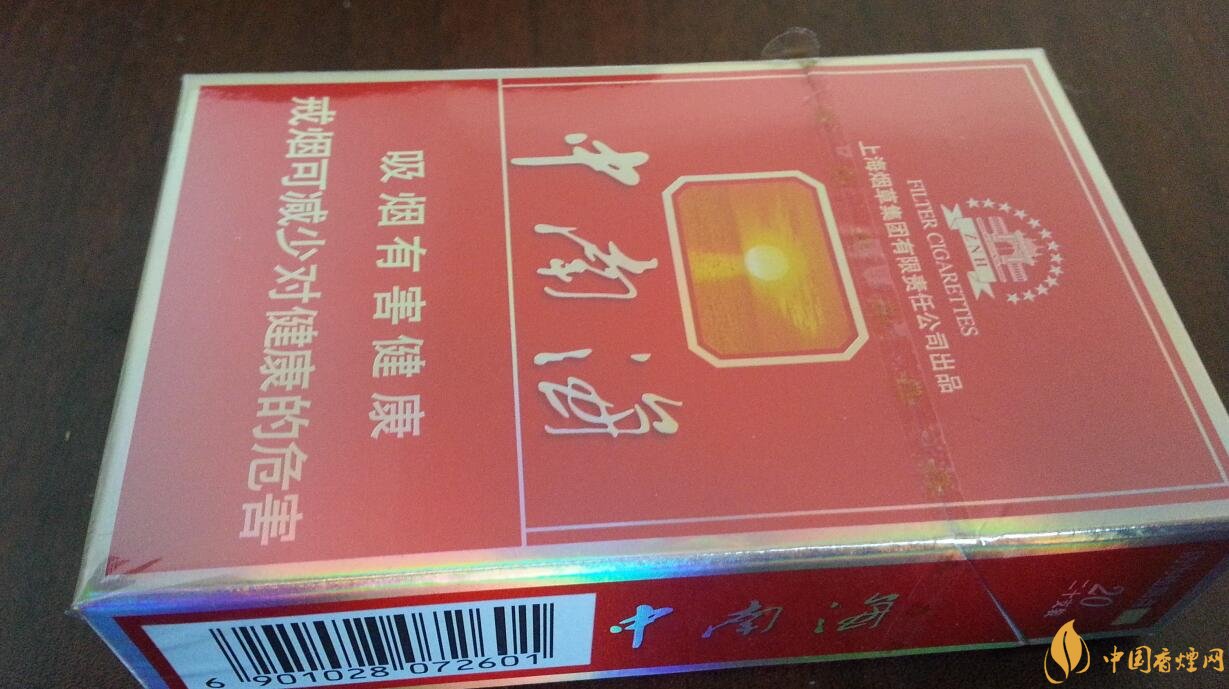 ZNH
FILTER CIGARETTES
上海烟草集团有限责任公司出品
中南海
吸烟有害健康
戒烟可减少对健康的危害
中南海
20
6 901028 072601
中国香烟网